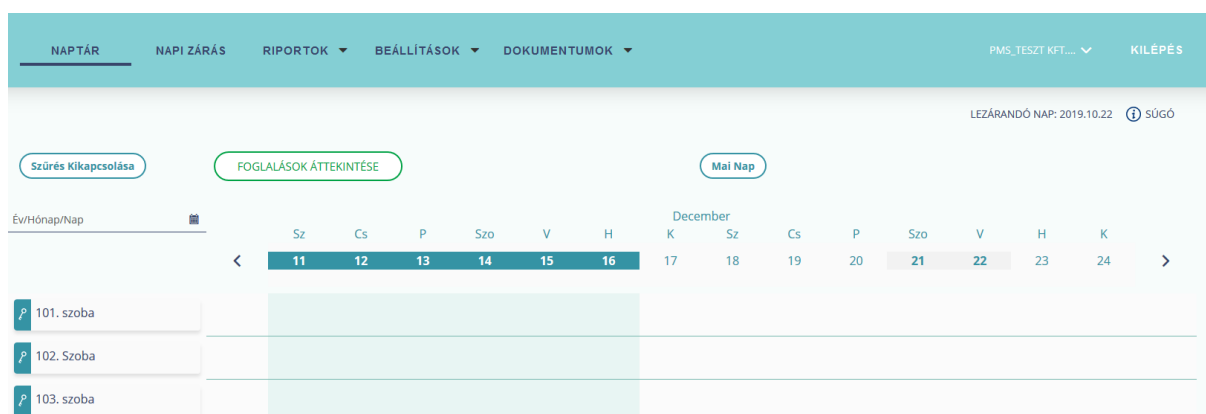 NAPTÁR NAPI ZÁRÁS RIPORTOK BEÁLLÍTÁSOK DOKUMENTUMOK PMS_TESZT KFT.... KILÉPÉS
LEZÁRANDÓ NAP: 2019.10.22 SÚGÓ
Szűrés Kikapcsolása FOGLALÁSOK ÁTTEKINTÉSE Mai Nap
Év/Hónap/Nap December
Sz Cs P Szo V H K Sz Cs P Szo V H K
11 12 13 14 15 16 17 18 19 20 21 22 23 24
101. szoba
102. Szoba
103. szoba